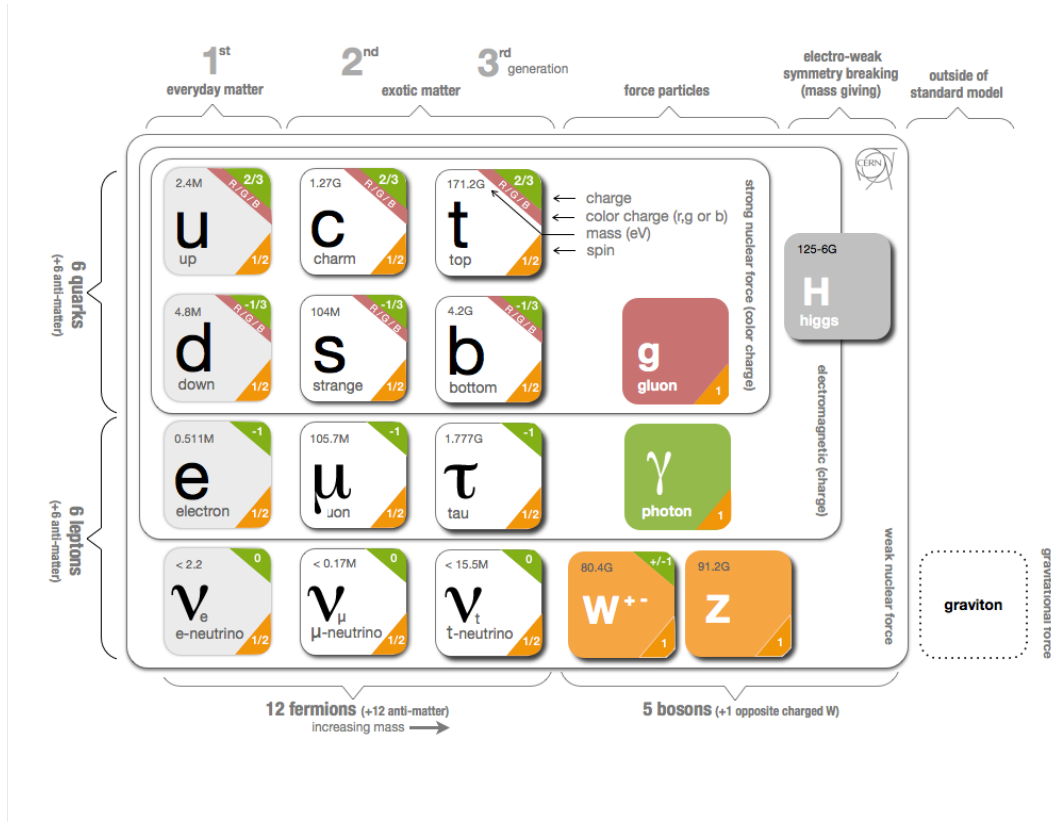 1st
2nd
3rd generation
everyday matter
exotic matter
force particles
electro-weak
symmetry breaking
(mass giving)
outside of
standard model
CERN
6 quarks
(+6 anti-matter)
2.4M
2/3
R/G/B
u
up
1/2
1.27G
2/3
R/G/B
c
charm
1/2
171.2G
2/3
R/G/B
t
top
1/2
charge
color charge (r,g or b)
mass (eV)
spin
strong nuclear force (color charge)
125-6G
H
higgs
4.8M
-1/3
R/G/B
d
down
1/2
104M
-1/3
R/G/B
s
strange
1/2
4.2G
-1/3
R/G/B
b
bottom
1/2
g
gluon
1
electromagnetic (charge)
6 leptons
(+6 anti-matter)
0.511M
-1
e
electron
1/2
105.7M
-1
μ
uon
1/2
1.777G
-1
τ
tau
1/2
γ
photon
1
weak nuclear force
< 2.2
0
νe
e-neutrino
1/2
< 0.17M
0
νμ
μ-neutrino
1/2
< 15.5M
0
νt
t-neutrino
1/2
80.4G
+/-1
W+-
1
91.2G
Z
1
graviton
gravitational force
12 fermions (+12 anti-matter)
increasing mass
5 bosons (+1 opposite charged W)